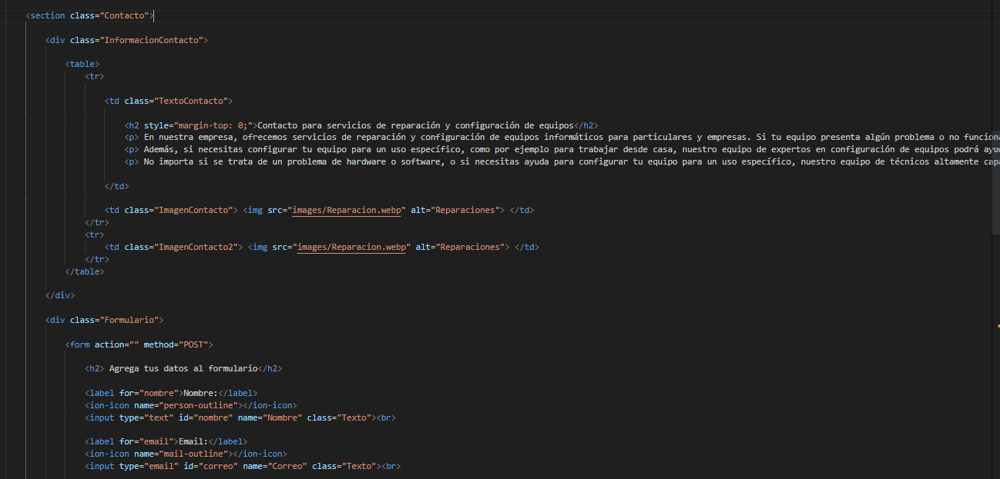 <section class="Contacto">
<div class="InformacionContacto">
<table>
<tr>
<td class="TextoContacto">
<h2 style="margin-top: 0;">Contacto para servicios de reparación y configuración de equipos</h2>
<p> En nuestra empresa, ofrecemos servicios de reparación y configuración de equipos informáticos para particulares y empresas. Si tu equipo presenta algún problema o no
<p> Además, si necesitas configurar tu equipo para un uso específico, como por ejemplo para trabajar desde casa, nuestro equipo de expertos en configuración de equipos podrá
<p> No importa si se trata de un problema de hardware o software, o si necesitas ayuda para configurar tu equipo para un uso específico, nuestro equipo de técnicos altamente
</td>
<td class="ImagenContacto"> <img src="images/Reparacion.webp" alt="Reparaciones"> </td>
</tr>
<tr>
<td class="ImagenContacto2"> <img src="images/Reparacion.webp" alt="Reparaciones"> </td>
</tr>
</table>
</div>
<div class="Formulario">
<form action="" method="POST">
<h2> Agrega tus datos al formulario</h2>
<label for="nombre">Nombre:</label>
<ion-icon name="person-outline"></ion-icon>
<input type="text" id="nombre" name="Nombre" class="Texto"><br>
<label for="email">Email:</label>
<ion-icon name="mail-outline"></ion-icon>
<input type="email" id="correo" name="Correo" class="Texto"><br>